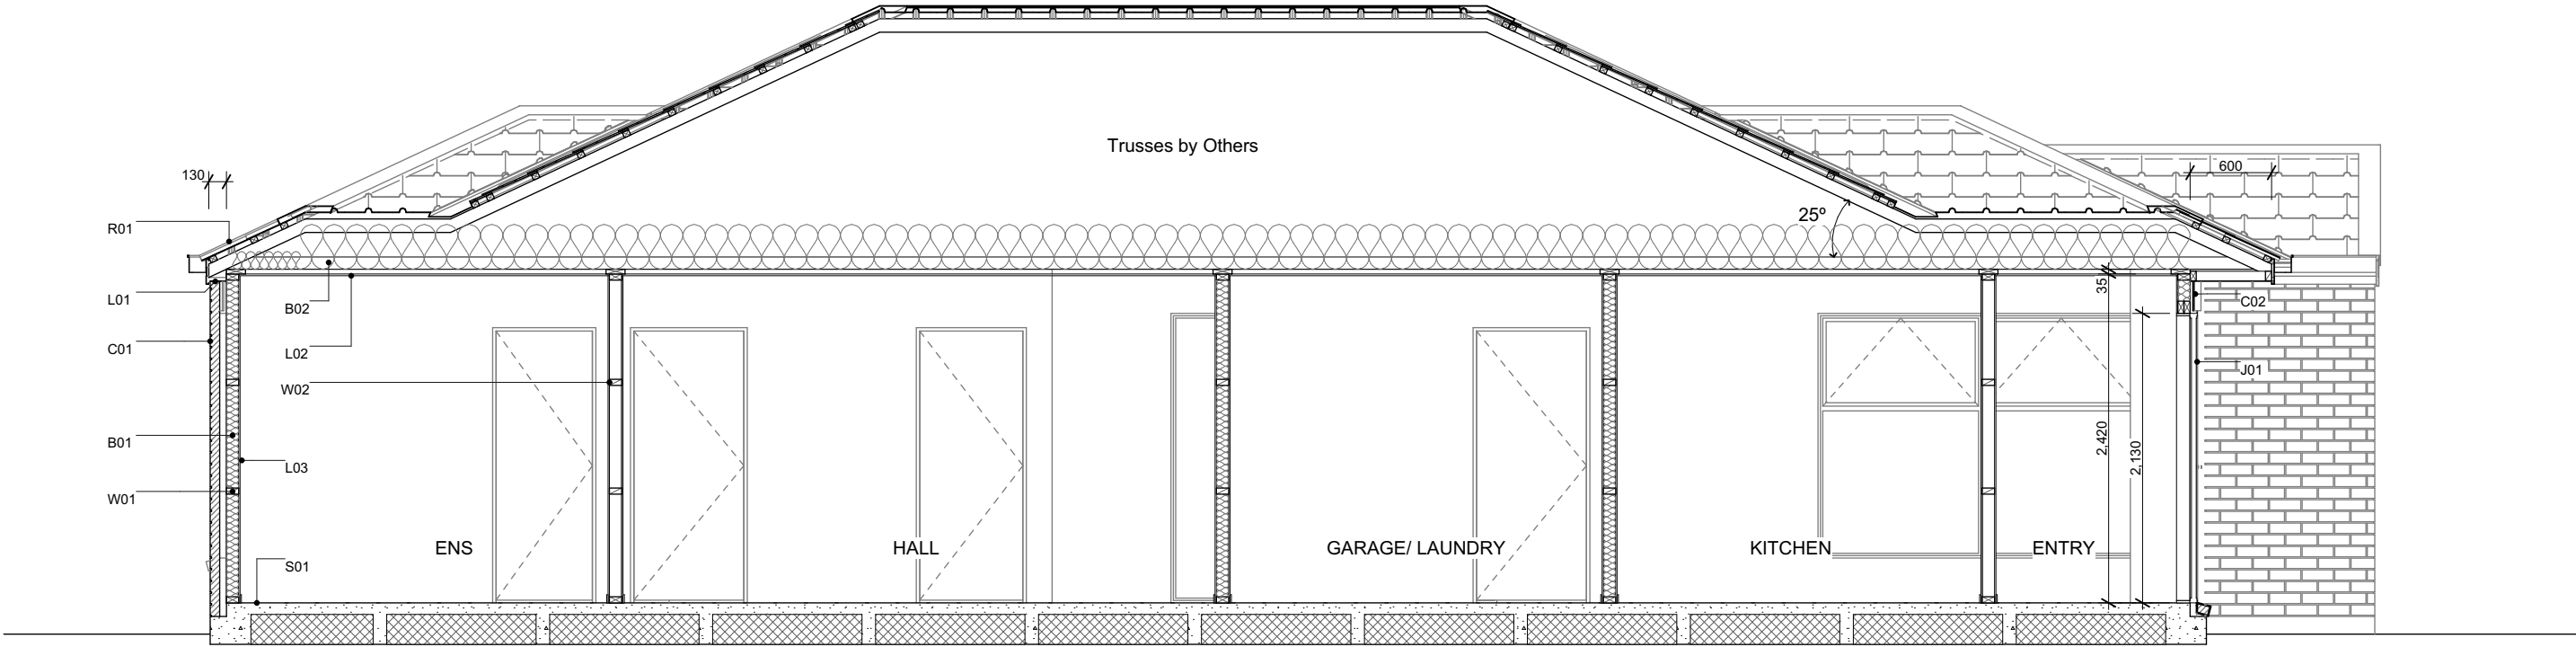 Trusses by Others
130
600
25°
R01
L01
B02
35
C02
C01
L02
J01
W02
B01
2,420
2,130
L03
W01
ENS
HALL
GARAGE/ LAUNDRY
KITCHEN
ENTRY
S01